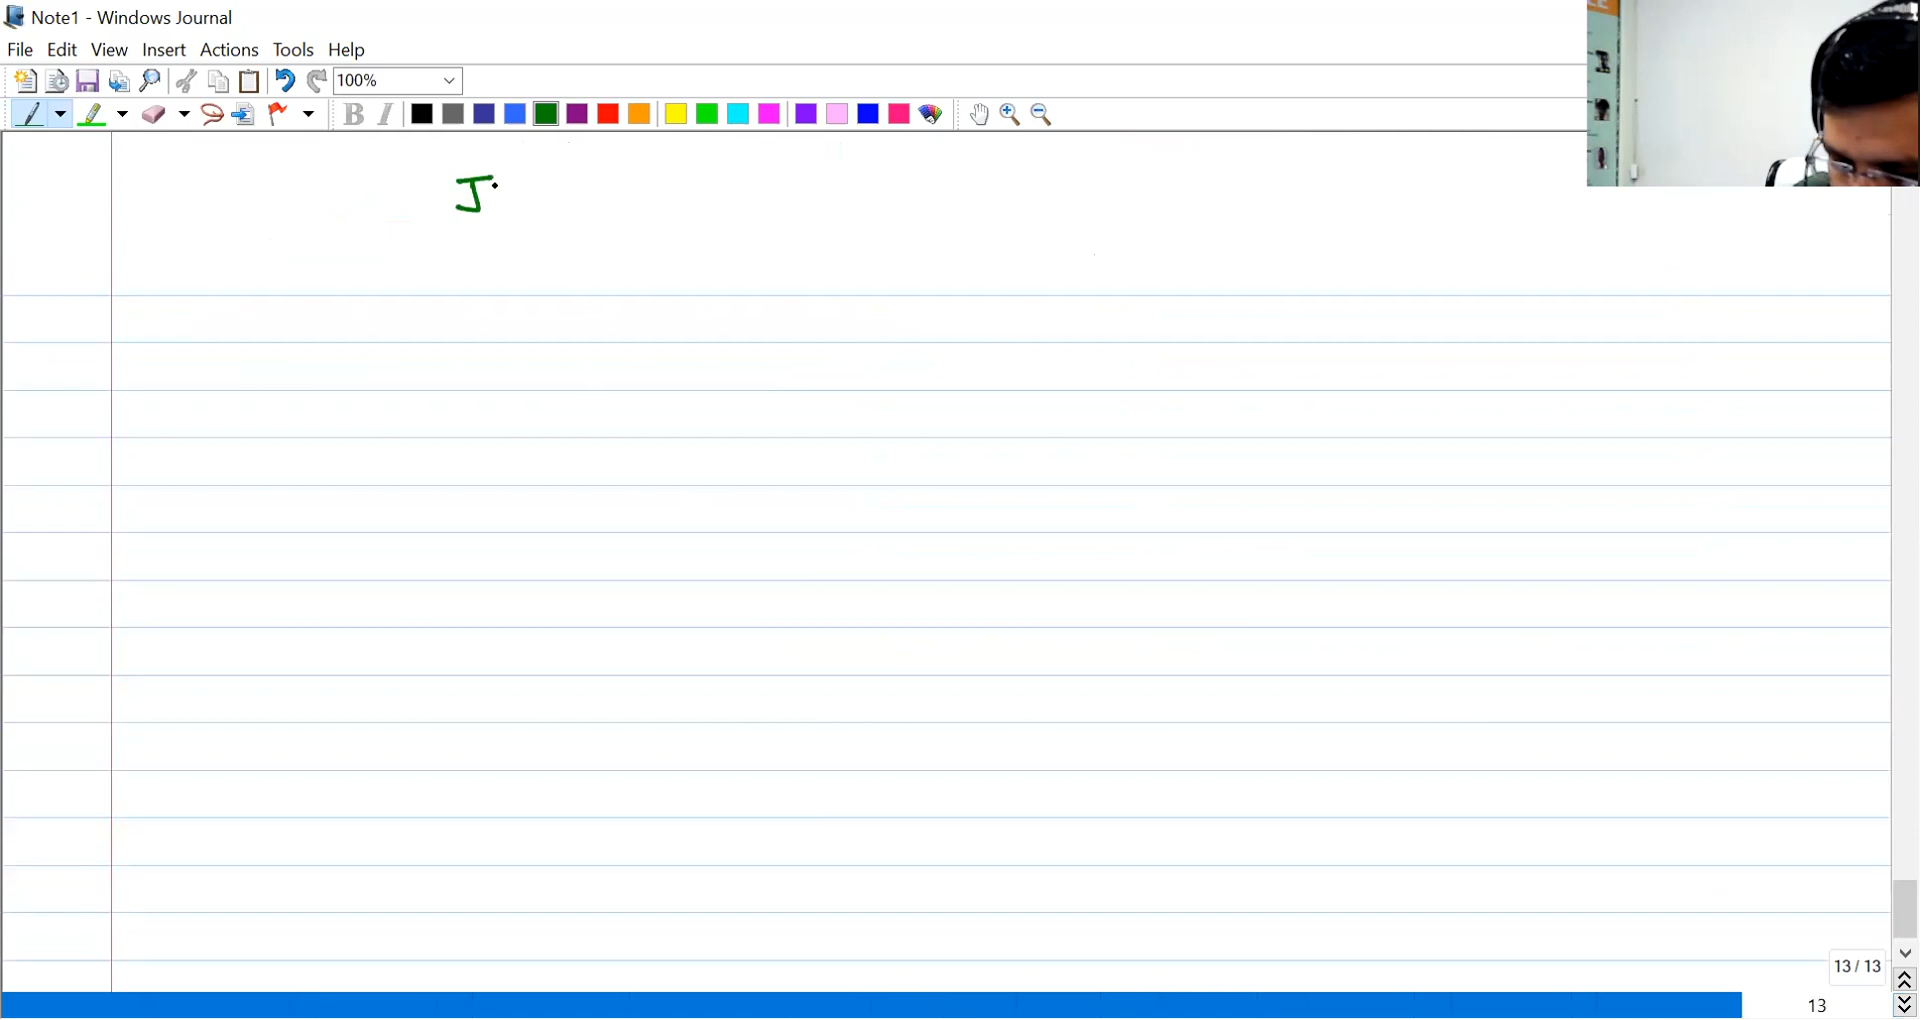 Note1 - Windows Journal
File Edit View Insert Actions Tools Help
100%
B I
J
13 / 13
13